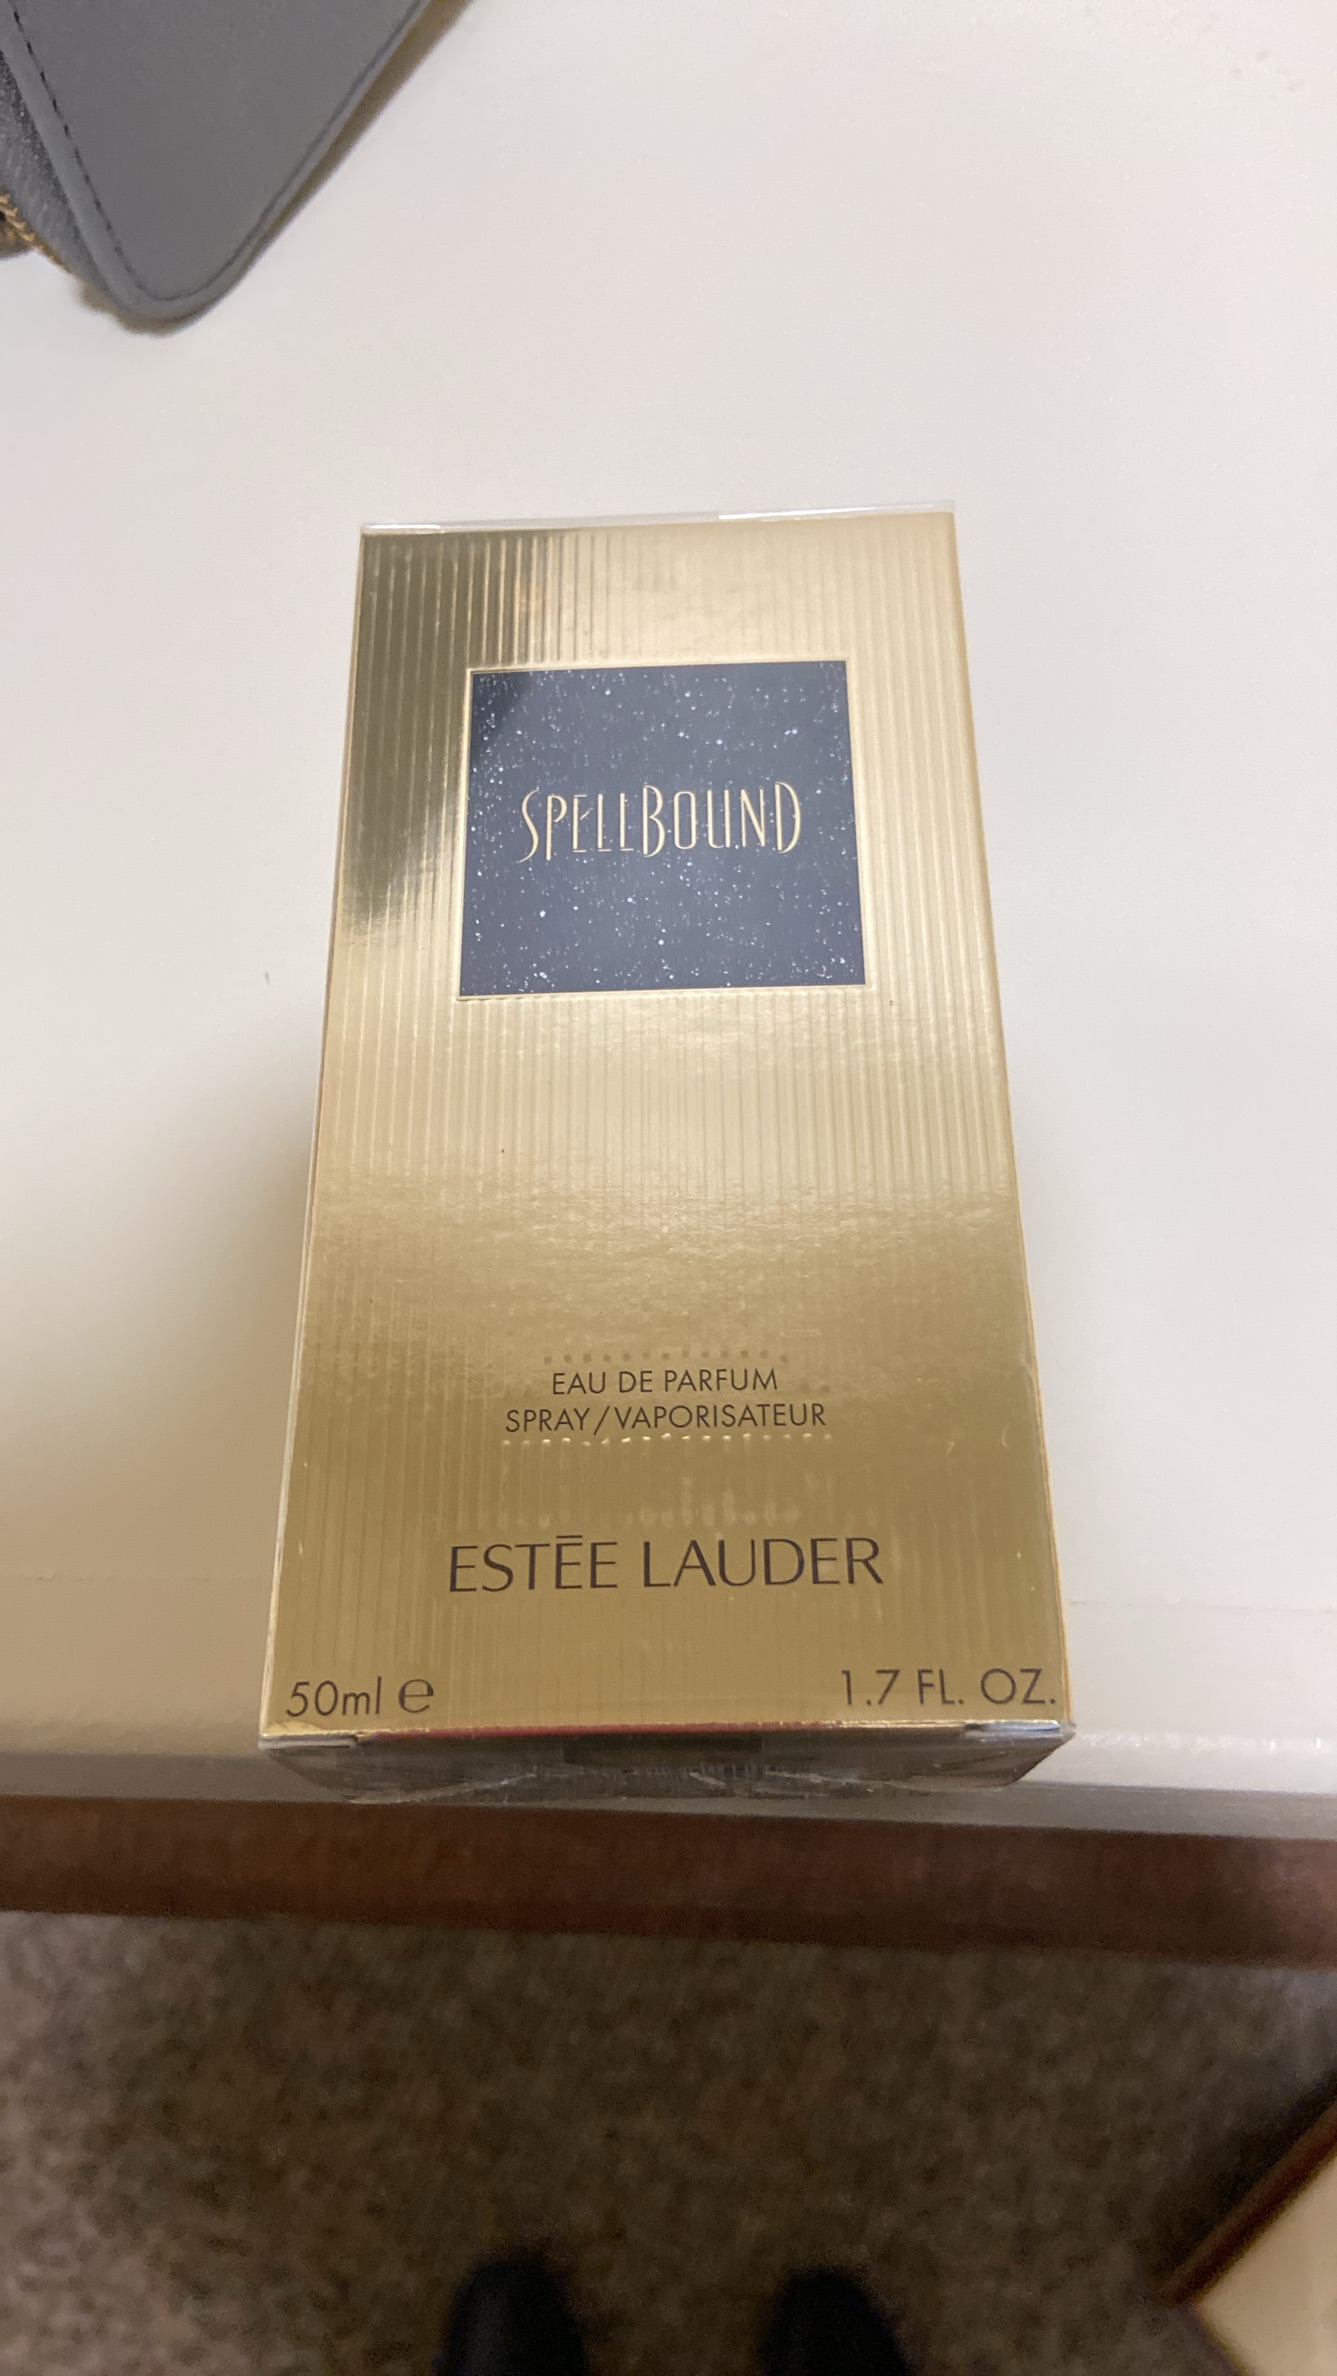 SPELLBOUND
EAU DE PARFUM
SPRAY/VAPORISATEUR
ESTĒE LAUDER
50ml ℮
1.7 FL. OZ.